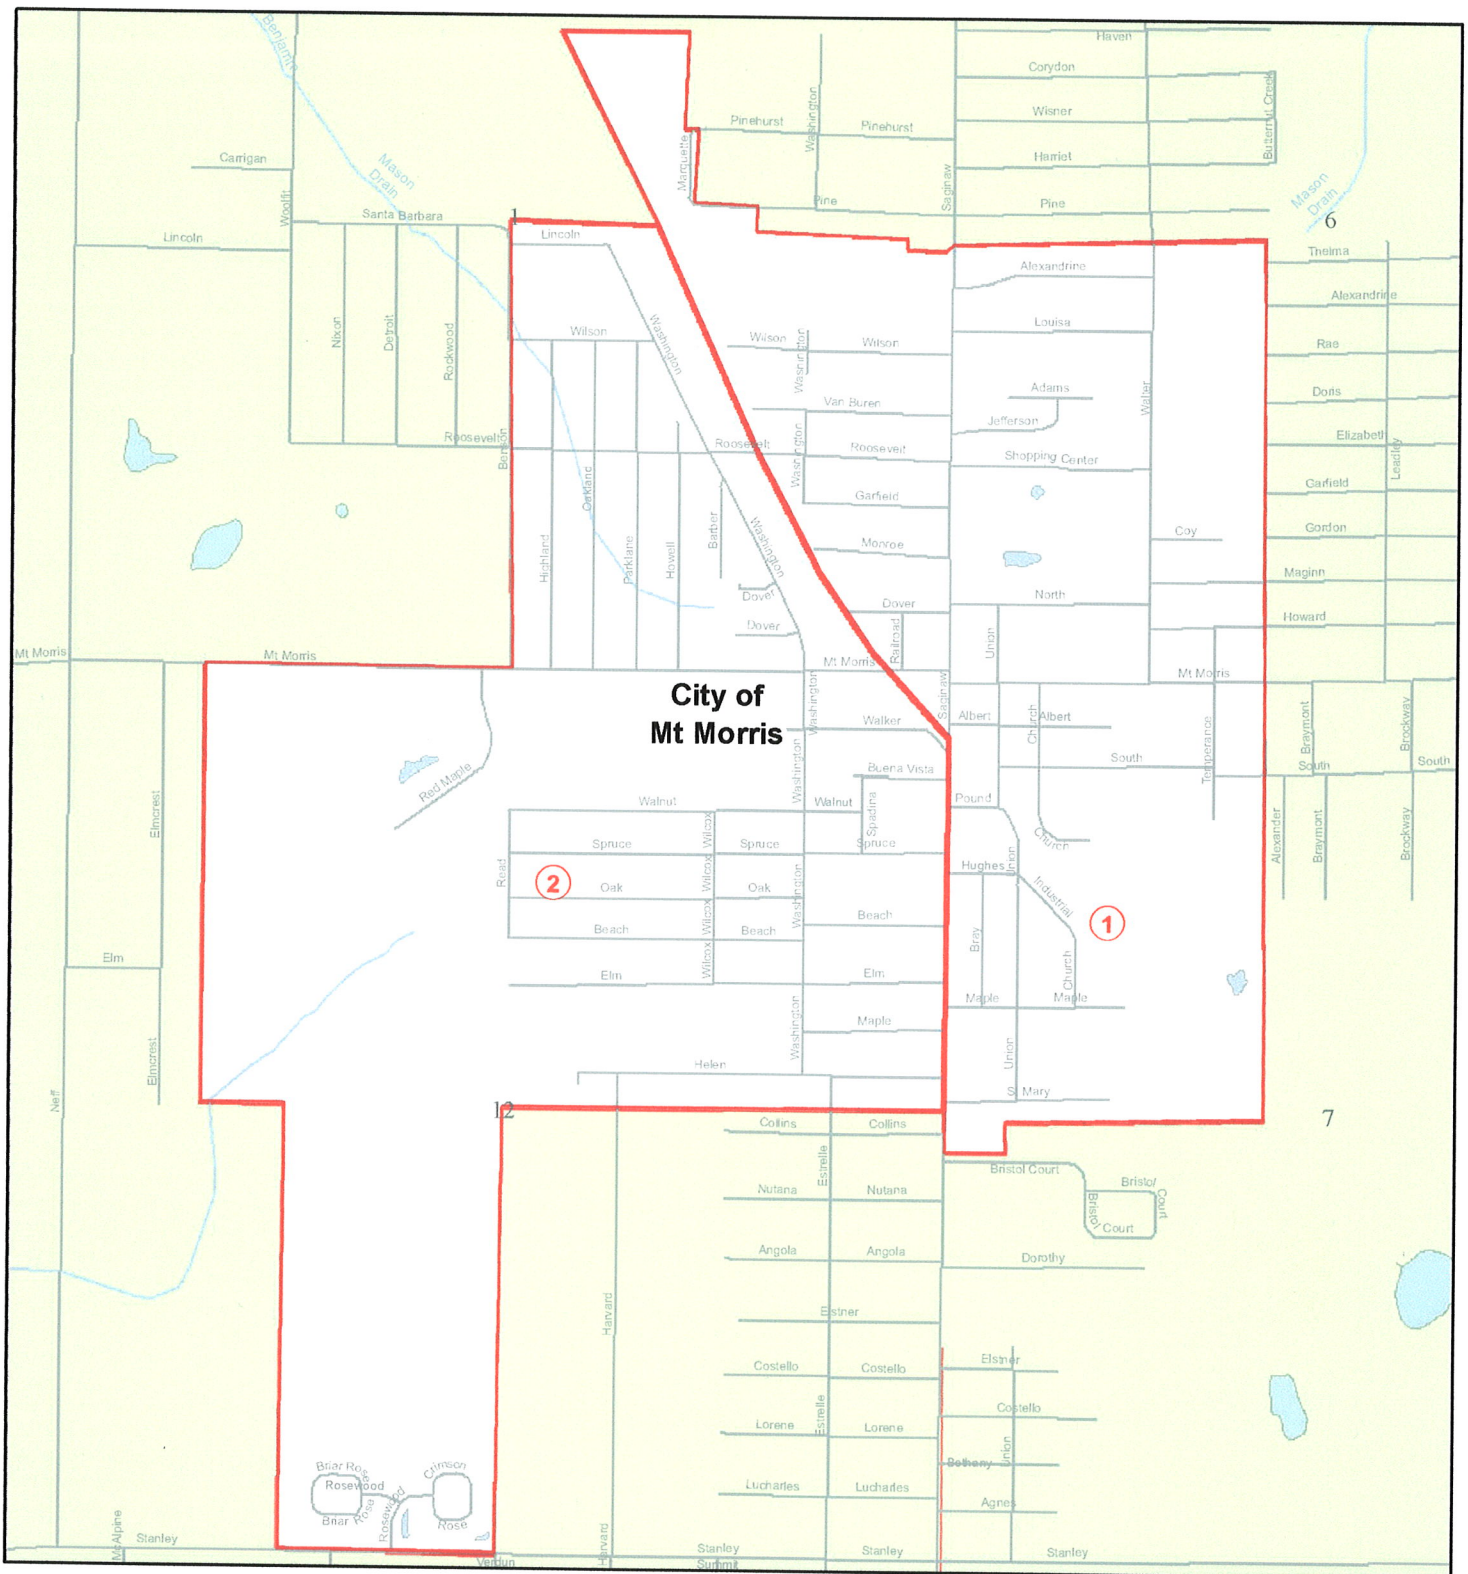 Haven
Benjamin
Corydon
Butternut Creek
Washington
Wisner
Pinehurst
Pinehurst
Marquette
Harriet
Carrigan
Mason
Drain
Saginaw
Mason
Drain
Woolfit
Santa Barbara
1
Pine
Pine
6
Lincoln
Lincoln
Thelma
Alexandrine
Alexandrine
Nixon
Detroit
Rockwood
Wilson
Washington
Wilson
Washington
Wilson
Louisa
Rae
Adams
Walter
Doris
Van Buren
Jefferson
Roosevelt
Benson
Roosevelt
Washington
Roosevelt
Shopping Center
Elizabeth
Leadley
Oakland
Garfield
Garfield
Highland
Parklane
Howell
Barber
Washington
Monroe
Coy
Gordon
Maginn
Dover
North
Dover
Dover
Railroad
Union
Howard
Mt Morris
Mt Morris
Mt Morris
Mt Morris
City of
Mt Morris
Washington
Saginaw
Walker
Albert
Church
Albert
Temperance
Braymont
Brockway
Washington
Buena Vista
South
South
South
Red Maple
Elmcrest
Walnut
Walnut
Spadina
Pound
Wilcox
Spruce
Spruce
Spruce
Church
Alexander
Braymont
Brockway
Read
2
Oak
Wilcox
Oak
Washington
Hughes
Union
Industrial
Beach
Wilcox
Beach
Beach
Bray
1
Elm
Elm
Wilcox
Elm
Church
Maple
Maple
Washington
Maple
Elmcrest
Helen
Union
Neff
S Mary
12
7
Collins
Collins
Estrelle
Bristol Court
Nutana
Nutana
Bristol
Court
Bristol
Court
Angola
Angola
Dorothy
Harvard
Elstner
Costello
Costello
Elstner
Estrelle
Costello
Lorene
Lorene
Union
Bethany
Briar Rose
Crimson
Rosewood
Lucharles
Lucharles
Agnes
Briar
Rose
Rosewood
Rose
McAlpine
Stanley
Harvard
Stanley
Stanley
Stanley
Verdun
Summit